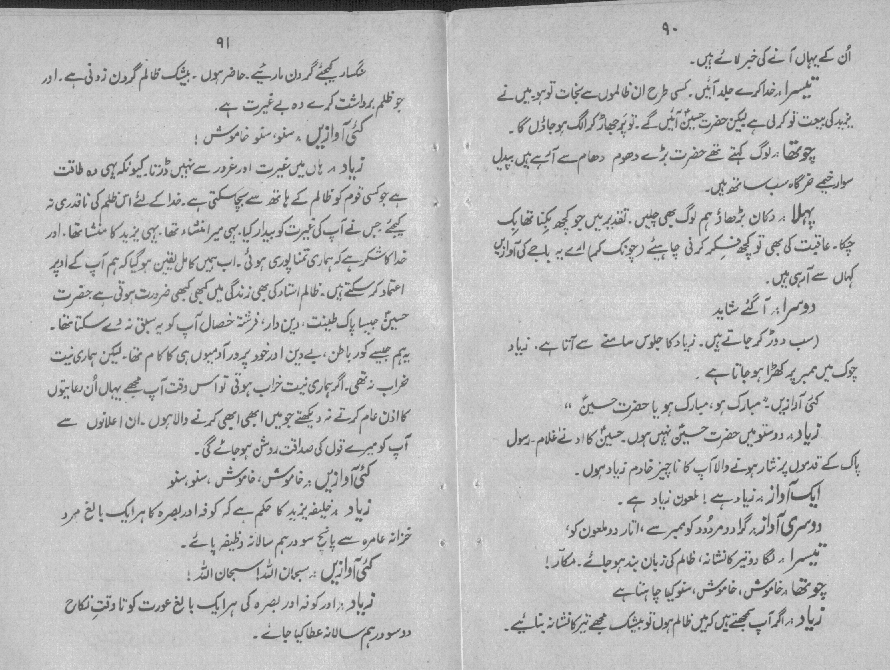 ۹۰
اُن کے یہاں آنے کی خبر لائے ہیں۔
تیسرا:۔ خدا کرے جلد آئیں۔ کسی طرح ان ظالموں سے نجات تو ہو۔ میں نے
یزید کی بیعت تو کر لی ہے لیکن حضرت حسینؑ آئیں گے۔ تو پُو جھاڑ کر الگ ہو جاؤں گا۔
چوتھا:۔ لوگ کہتے تھے حضرت بڑے دھوم دھام سے آتے ہیں۔ پیدل
سوار خیمے خرگاہ سب ساتھ ہیں۔
پہلا:۔ دکان بڑھاؤ ہم لوگ بھی چلیں۔ تقدیر میں جو کچھ بکنا تھا بِک
چکا۔ عاقبت کی بھی تو کچھ فکر کرنی چاہیئے (چونک کر) اے یہ باجے کی آوازیں
کہاں سے آ رہی ہیں۔
دوسرا:۔ آ گئے شاید
(سب دوڑ کر جاتے ہیں۔ زیاد کا جلوس سامنے سے آتا ہے۔ زیاد
چوک میں ممبر پر کھڑا ہو جاتا ہے۔
کئی آوازیں۔ "مبارک ہو، مبارک ہو یا حضرت حسینؑ"
زیاد:۔ دوستو میں حضرت حسینؑ نہیں ہوں۔ حسینؑ کا ادنےٰ غلام۔ رسول
پاک کے قدموں پر نثار ہونے والا آپ کا ناچیز خادم زیاد ہوں۔
ایک آواز:۔ زیاد ہے! ملعون زیاد ہے۔
دوسری آواز:۔ گرا دو مردود کو ممبر سے، اتار دو ملعون کو،
تیسرا:۔ لگا دو تیر کا نشانہ، ظالم کی زبان بند ہو جائے۔ مکّار!
چوتھا:۔ خاموش، خاموش، سنو کیا چاہتا ہے
زیاد:۔ اگر آپ سمجھتے ہیں کہ میں ظالم ہوں تو بیشک مجھے تیر کا نشانہ بنائیے۔
۹۱
سنگسار کیجئے گردن ماریئے۔ حاضر ہوں۔ بیشک ظالم گردن زدنی ہے۔ اور
جو ظلم برداشت کرے وہ بے غیرت ہے۔
کئی آوازیں:۔ سنو، سنو خاموش!
زیاد:۔ ہاں میں غیرت اور غرور سے نہیں ڈرتا۔ کیونکہ یہی وہ طاقت
ہے جو کسی قوم کو ظالم کے ہاتھ سے بچا سکتی ہے۔ خدا کے لئے اس ظلم کی ناقدری نہ
کیجئے جس نے آپ کی غیرت کو بیدار کیا۔ یہی میرا منشاء تھا۔ یہی یزید کا منشا تھا۔ اور
خدا کا شکر ہے کہ ہماری تمنا پوری ہوئی۔ اب ہمیں کامل یقین ہو گیا کہ ہم آپ کے اوپر
اعتماد کر سکتے ہیں۔ ظالم استاد کی بھی زندگی میں کبھی کبھی ضرورت ہوتی ہے حضرت
حسینؑ جیسا پاک طینت، دین دار، فرشتہ خصال آپ کو یہ سبق نہ دے سکتا تھا۔
یہ ہم جیسے کور باطن، بے دین اور خود پرور آدمیوں ہی کا کام تھا۔ لیکن ہماری نیت
خراب نہ تھی۔ اگر ہماری نیت خراب ہوتی تو اس وقت آپ مجھے یہاں اُن رعایتوں
کا اذن عام کرتے نہ دیکھتے جو میں ابھی ابھی کرنے والا ہوں۔ ان اعلانوں سے
آپ کو میرے قول کی صداقت روشن ہو جائے گی۔
کئی آوازیں:۔ خاموش، خاموش، سنو، سنو
زیاد:۔ خلیفہ یزید کا حکم ہے کہ کوفہ اور بصرہ کا ہر ایک بالغ مرد
خزانہ عامرہ سے پانچ سو درہم سالانہ وظیفہ پائے۔
کئی آوازیں:۔ سبحان اللہ! سبحان اللہ!
زیاد:۔ اور کوفہ اور بصرہ کی ہر ایک بالغ عورت کو تا وقتِ نکاح
دو سو درہم سالانہ عطا کیا جائے۔